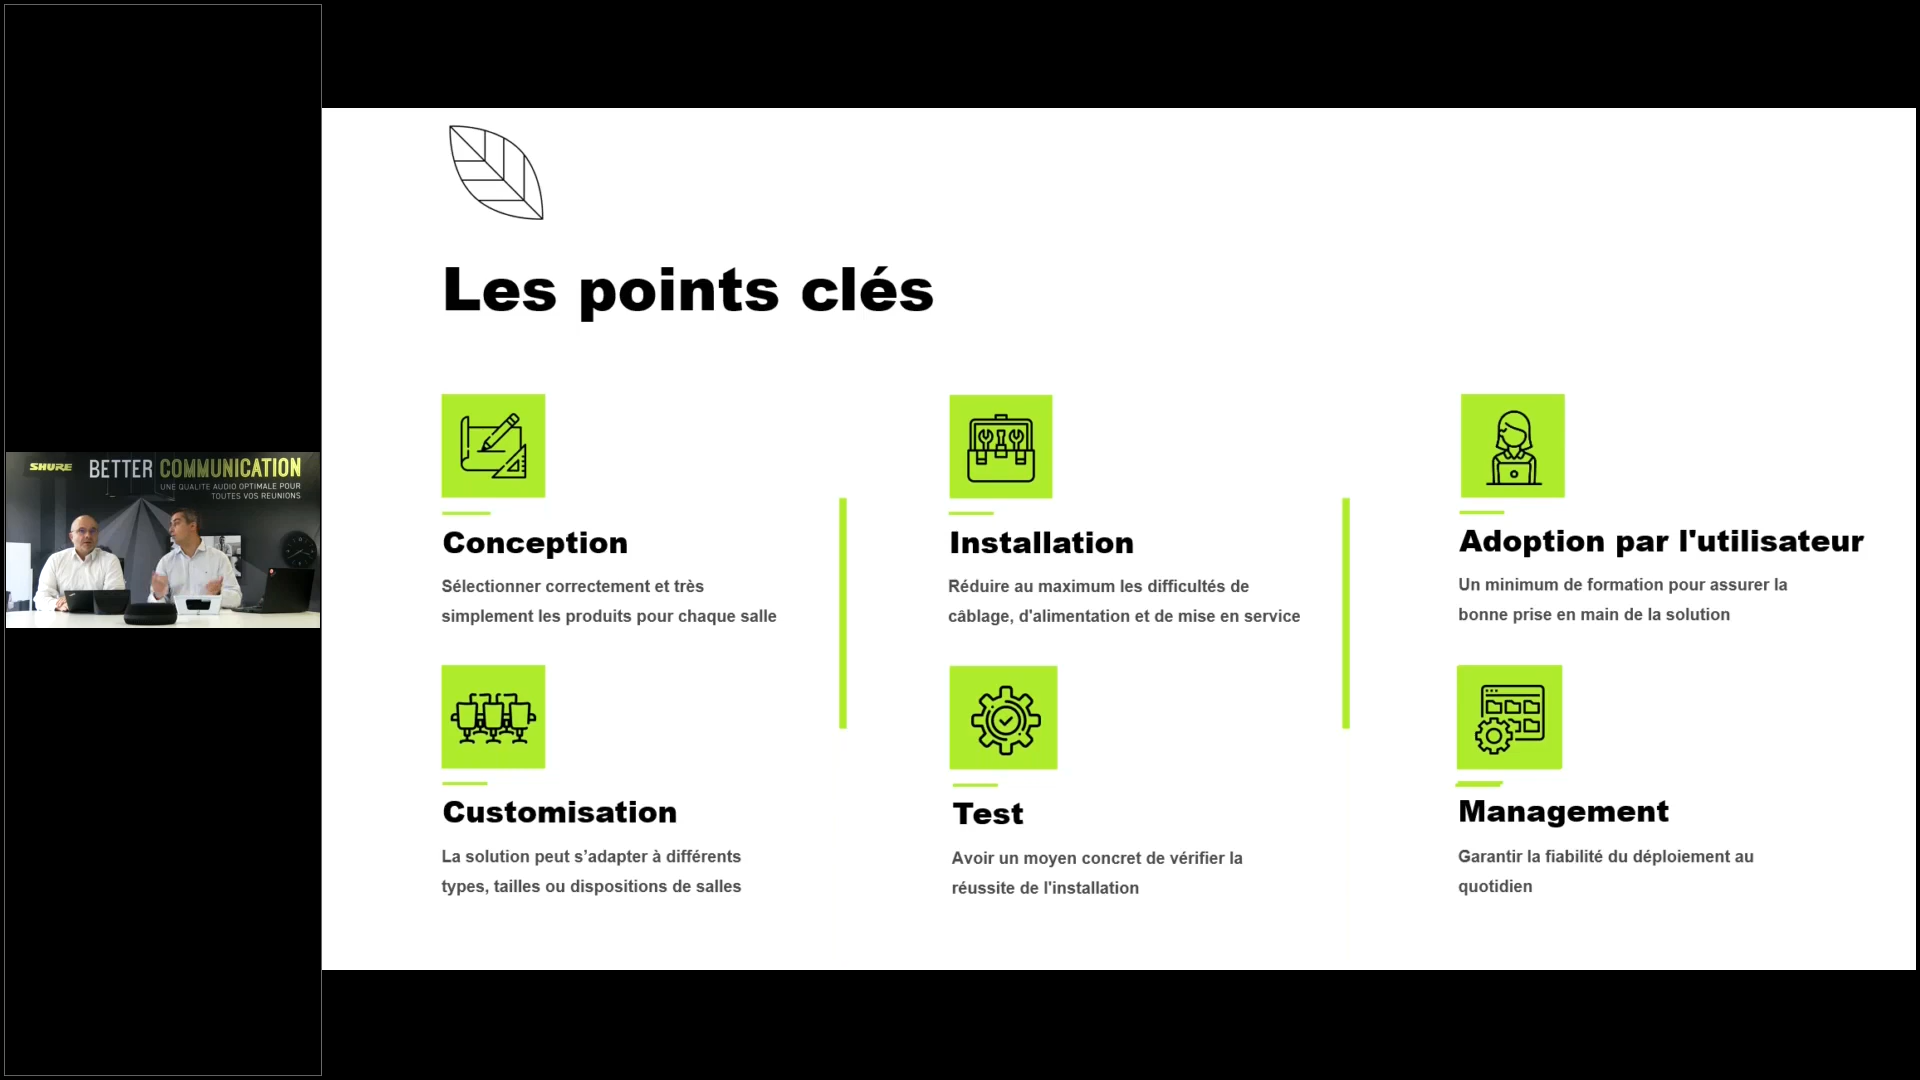 SHURE
BETTER COMMUNICATION
UNE QUALITE AUDIO OPTIMALE POUR
TOUTES VOS REUNIONS
Les points clés
Conception
Sélectionner correctement et très
simplement les produits pour chaque salle
Installation
Réduire au maximum les difficultés de
câblage, d'alimentation et de mise en service
Adoption par l'utilisateur
Un minimum de formation pour assurer la
bonne prise en main de la solution
Customisation
La solution peut s’adapter à différents
types, tailles ou dispositions de salles
Test
Avoir un moyen concret de vérifier la
réussite de l'installation
Management
Garantir la fiabilité du déploiement au
quotidien